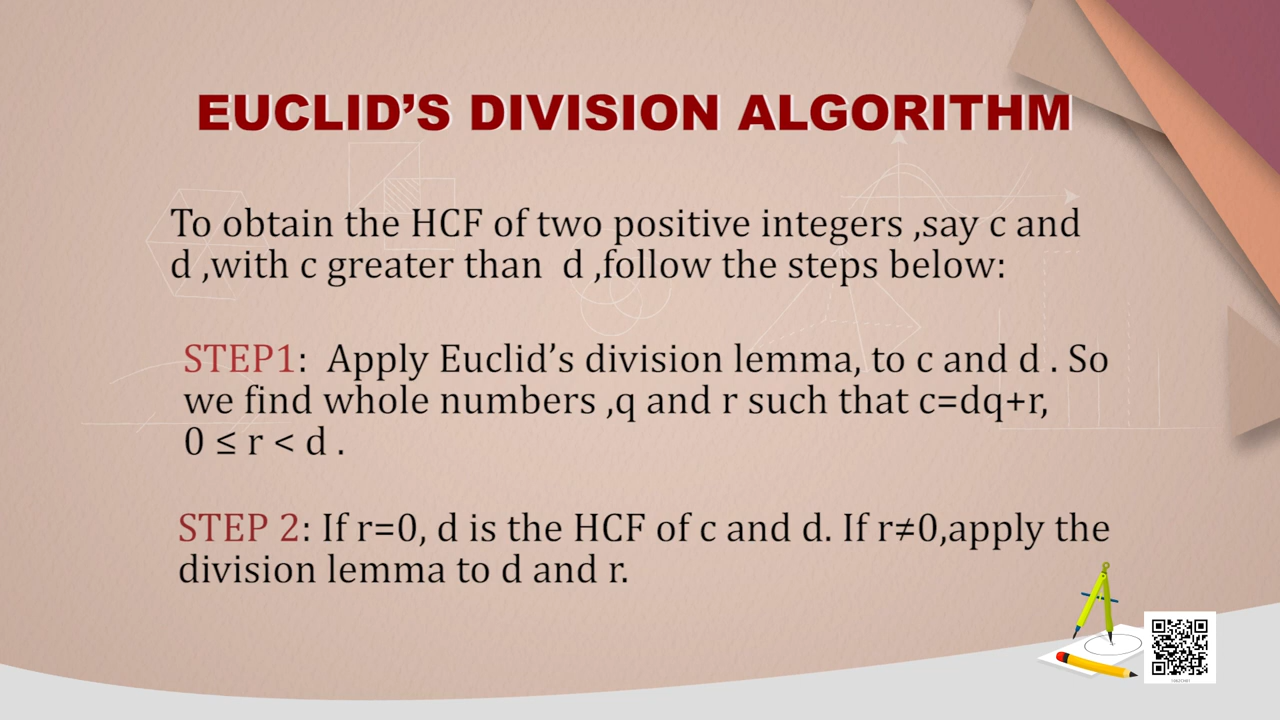 EUCLID’S DIVISION ALGORITHM
To obtain the HCF of two positive integers ,say c and
d ,with c greater than  d ,follow the steps below:
STEP1:  Apply Euclid’s division lemma, to c and d . So
we find whole numbers ,q and r such that c=dq+r,
0 ≤ r < d .
STEP 2: If r=0, d is the HCF of c and d. If r≠0,apply the
division lemma to d and r.